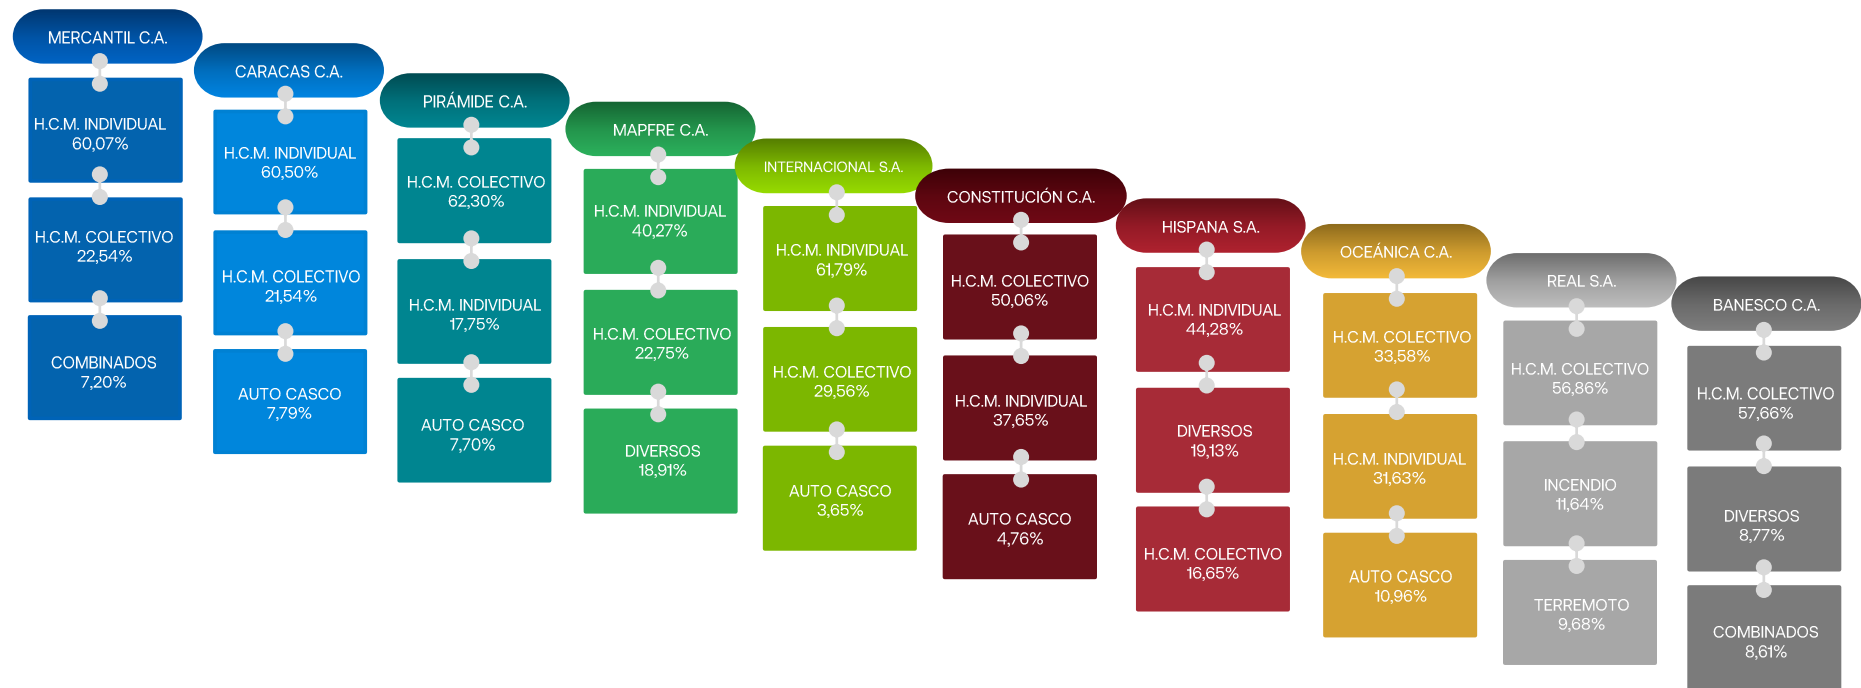 MERCANTIL C.A.
H.C.M. INDIVIDUAL
60,07%
H.C.M. COLECTIVO
22,54%
COMBINADOS
7,20%
CARACAS C.A.
H.C.M. INDIVIDUAL
60,50%
H.C.M. COLECTIVO
21,54%
AUTO CASCO
7,79%
PIRÁMIDE C.A.
H.C.M. COLECTIVO
62,30%
H.C.M. INDIVIDUAL
17,75%
AUTO CASCO
7,70%
MAPFRE C.A.
H.C.M. INDIVIDUAL
40,27%
H.C.M. COLECTIVO
22,75%
DIVERSOS
18,91%
INTERNACIONAL S.A.
H.C.M. INDIVIDUAL
61,79%
H.C.M. COLECTIVO
29,56%
AUTO CASCO
3,65%
CONSTITUCIÓN C.A.
H.C.M. COLECTIVO
50,06%
H.C.M. INDIVIDUAL
37,65%
AUTO CASCO
4,76%
HISPANA S.A.
H.C.M. INDIVIDUAL
44,28%
DIVERSOS
19,13%
H.C.M. COLECTIVO
16,65%
OCEÁNICA C.A.
H.C.M. COLECTIVO
33,58%
H.C.M. INDIVIDUAL
31,63%
AUTO CASCO
10,96%
REAL S.A.
H.C.M. COLECTIVO
56,86%
INCENDIO
11,64%
TERREMOTO
9,68%
BANESCO C.A.
H.C.M. COLECTIVO
57,66%
DIVERSOS
8,77%
COMBINADOS
8,61%